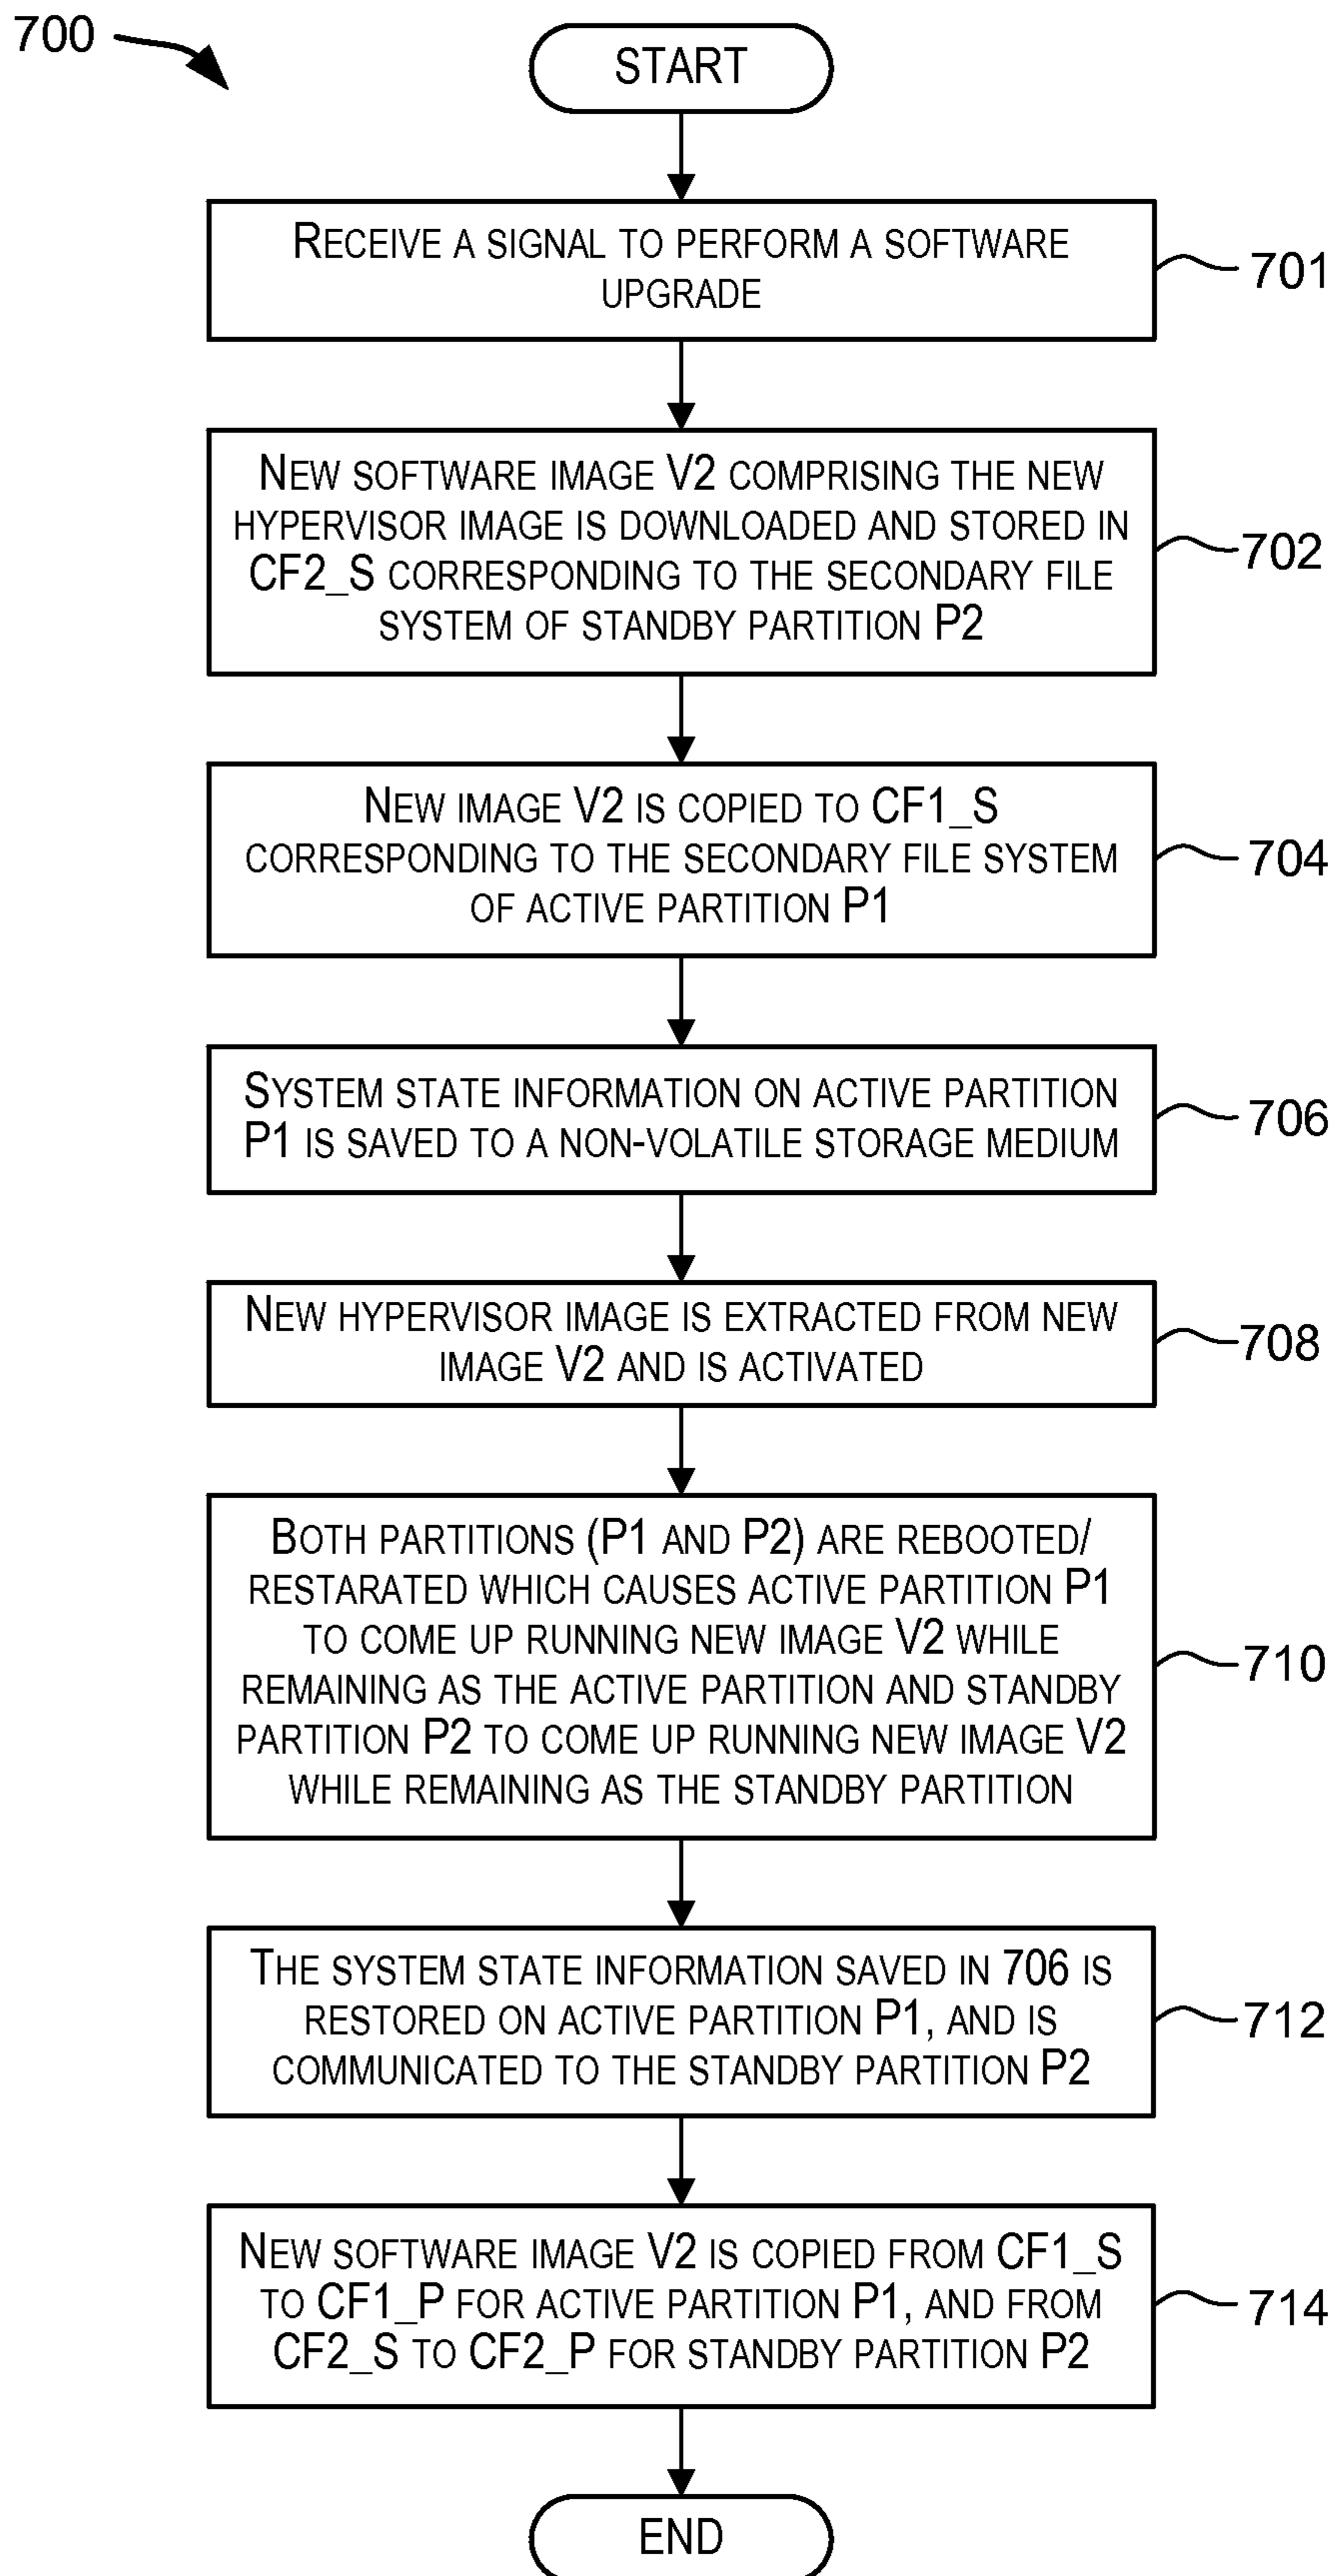 700
START
RECEIVE A SIGNAL TO PERFORM A SOFTWARE
UPGRADE
701
NEW SOFTWARE IMAGE V2 COMPRISING THE NEW
HYPERVISOR IMAGE IS DOWNLOADED AND STORED IN
CF2_S CORRESPONDING TO THE SECONDARY FILE
SYSTEM OF STANDBY PARTITION P2
702
NEW IMAGE V2 IS COPIED TO CF1_S
CORRESPONDING TO THE SECONDARY FILE SYSTEM
OF ACTIVE PARTITION P1
704
SYSTEM STATE INFORMATION ON ACTIVE PARTITION
P1 IS SAVED TO A NON-VOLATILE STORAGE MEDIUM
706
NEW HYPERVISOR IMAGE IS EXTRACTED FROM NEW
IMAGE V2 AND IS ACTIVATED
708
BOTH PARTITIONS (P1 AND P2) ARE REBOOTED/
RESTARATED WHICH CAUSES ACTIVE PARTITION P1
TO COME UP RUNNING NEW IMAGE V2 WHILE
REMAINING AS THE ACTIVE PARTITION AND STANDBY
PARTITION P2 TO COME UP RUNNING NEW IMAGE V2
WHILE REMAINING AS THE STANDBY PARTITION
710
THE SYSTEM STATE INFORMATION SAVED IN 706 IS
RESTORED ON ACTIVE PARTITION P1, AND IS
COMMUNICATED TO THE STANDBY PARTITION P2
712
NEW SOFTWARE IMAGE V2 IS COPIED FROM CF1_S
TO CF1_P FOR ACTIVE PARTITION P1, AND FROM
CF2_S TO CF2_P FOR STANDBY PARTITION P2
714
END